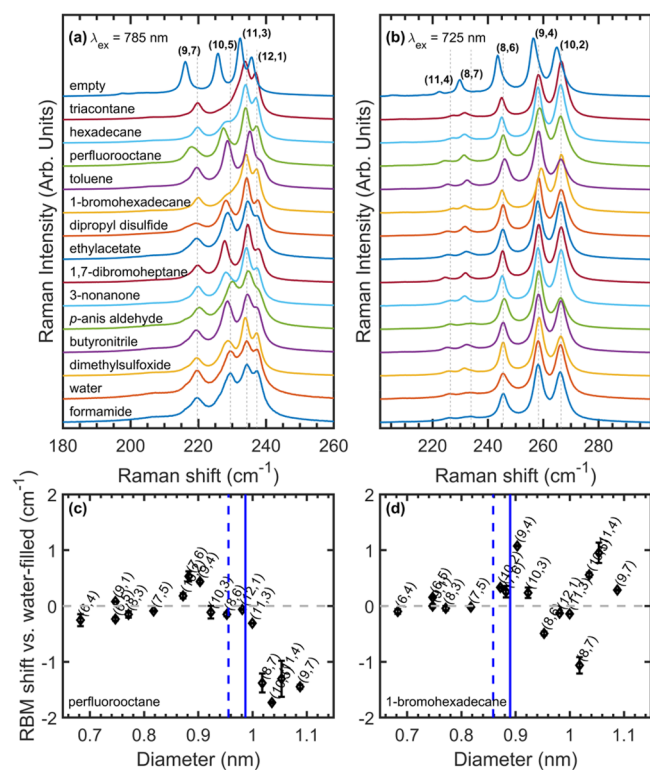 (a) λex = 785 nm
(9,7)
(10,5)
(11,3)
(12,1)
empty
triacontane
hexadecane
perfluorooctane
toluene
1-bromohexadecane
dipropyl disulfide
ethylacetate
1,7-dibromoheptane
3-nonanone
p-anis aldehyde
butyronitrile
dimethylsulfoxide
water
formamide
Raman Intensity (Arb. Units)
180 200 220 240 260
Raman shift (cm-1)
(b) λex = 725 nm
(11,4)
(8,7)
(8,6)
(9,4)
(10,2)
Raman Intensity (Arb. Units)
220 240 260 280
Raman shift (cm-1)
(c)
RBM shift vs. water-filled (cm-1)
2
1
0
-1
-2
(6,4)
(9,1)
(8,3)
(7,5)
(9,4)
(10,3)
(8,6)
(12,1)
(11,3)
(8,7)
(9,7)
perfluorooctane
0.7 0.8 0.9 1 1.1
Diameter (nm)
(d)
2
1
0
-1
-2
(6,4)
(6,5)
(8,3)
(7,5)
(10,2)
(9,4)
(10,3)
(8,6)
(12,1)
(11,3)
(8,7)
(11,4)
(9,7)
1-bromohexadecane
0.7 0.8 0.9 1 1.1
Diameter (nm)